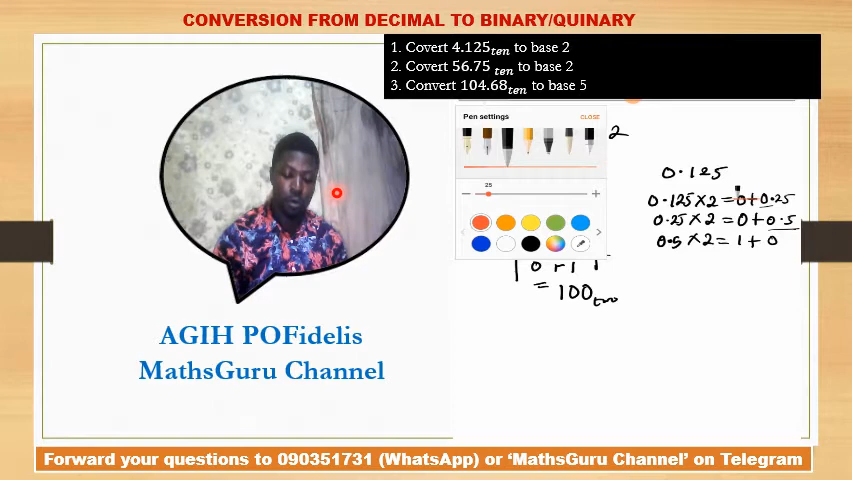 CONVERSION FROM DECIMAL TO BINARY/QUINARY
1. Covert 4.125ten to base 2
2. Covert 56.75 ten to base 2
3. Convert 104.68ten to base 5
Pen settings CLOSE
25
2
0.125
0.125 × 2 = 0 + 0.25
0.25 × 2 = 0 + 0.5
0.5 × 2 = 1 + 0
= 100two
AGIH POFidelis
MathsGuru Channel
Forward your questions to 090351731 (WhatsApp) or ‘MathsGuru Channel’ on Telegram